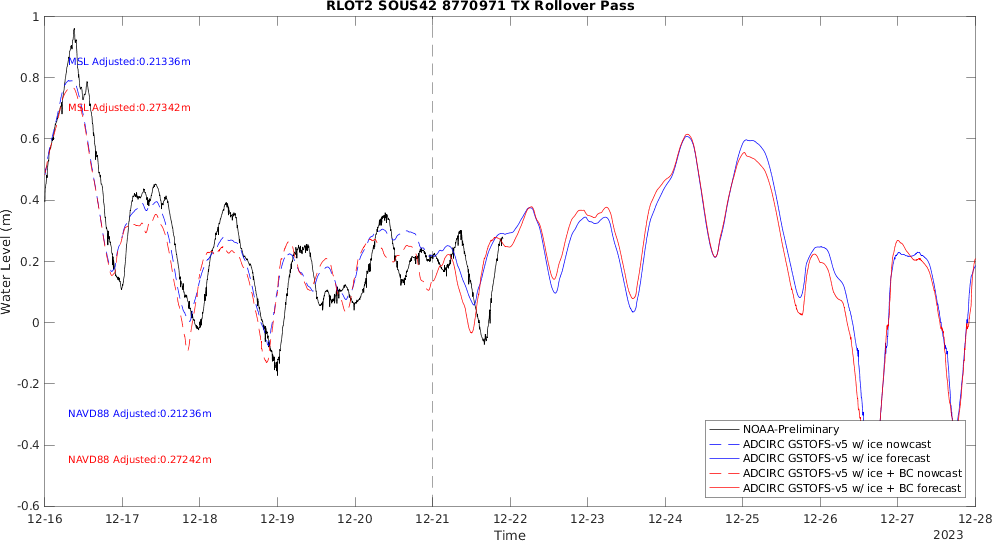 RLOT2 SOUS42 8770971 TX Rollover Pass
1
0.8
0.6
0.4
0.2
0
-0.2
-0.4
-0.6
Water Level (m)
MSL Adjusted:0.21336m
MSL Adjusted:0.27342m
NAVD88 Adjusted:0.21236m
NAVD88 Adjusted:0.27242m
NOAA-Preliminary
ADCIRC GSTOFS-v5 w/ ice nowcast
ADCIRC GSTOFS-v5 w/ ice forecast
ADCIRC GSTOFS-v5 w/ ice + BC nowcast
ADCIRC GSTOFS-v5 w/ ice + BC forecast
12-16 12-17 12-18 12-19 12-20 12-21 12-22 12-23 12-24 12-25 12-26 12-27 12-28
Time
2023